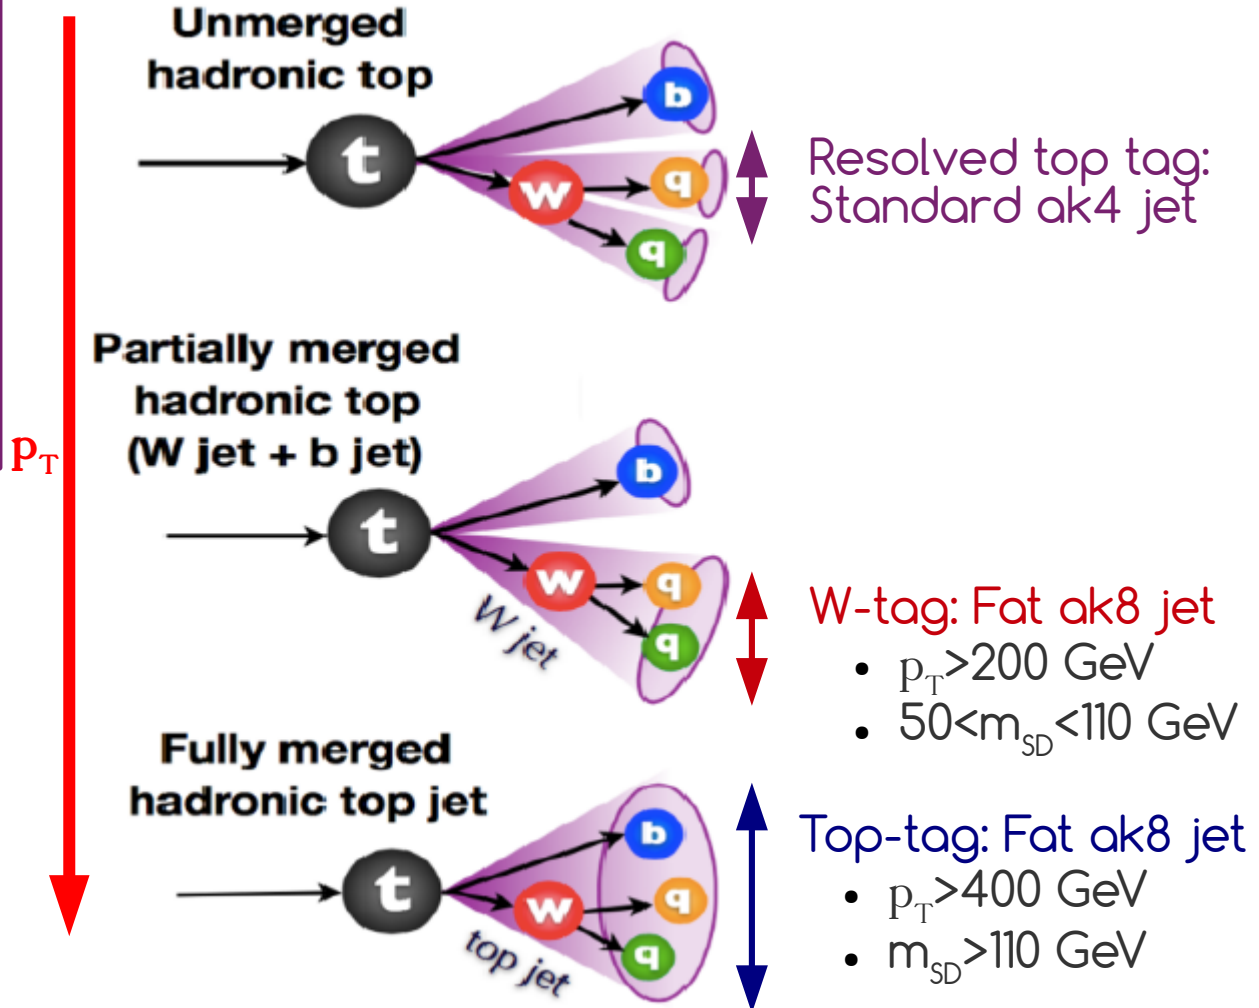 Unmerged
hadronic top
t
b
w
q
q
Resolved top tag:
Standard ak4 jet
Partially merged
hadronic top
(W jet + b jet)
pT
t
b
w
q
q
W jet
W-tag: Fat ak8 jet
• pT>200 GeV
• 50<mSD<110 GeV
Fully merged
hadronic top jet
t
b
w
q
q
top jet
Top-tag: Fat ak8 jet
• pT>400 GeV
• mSD>110 GeV